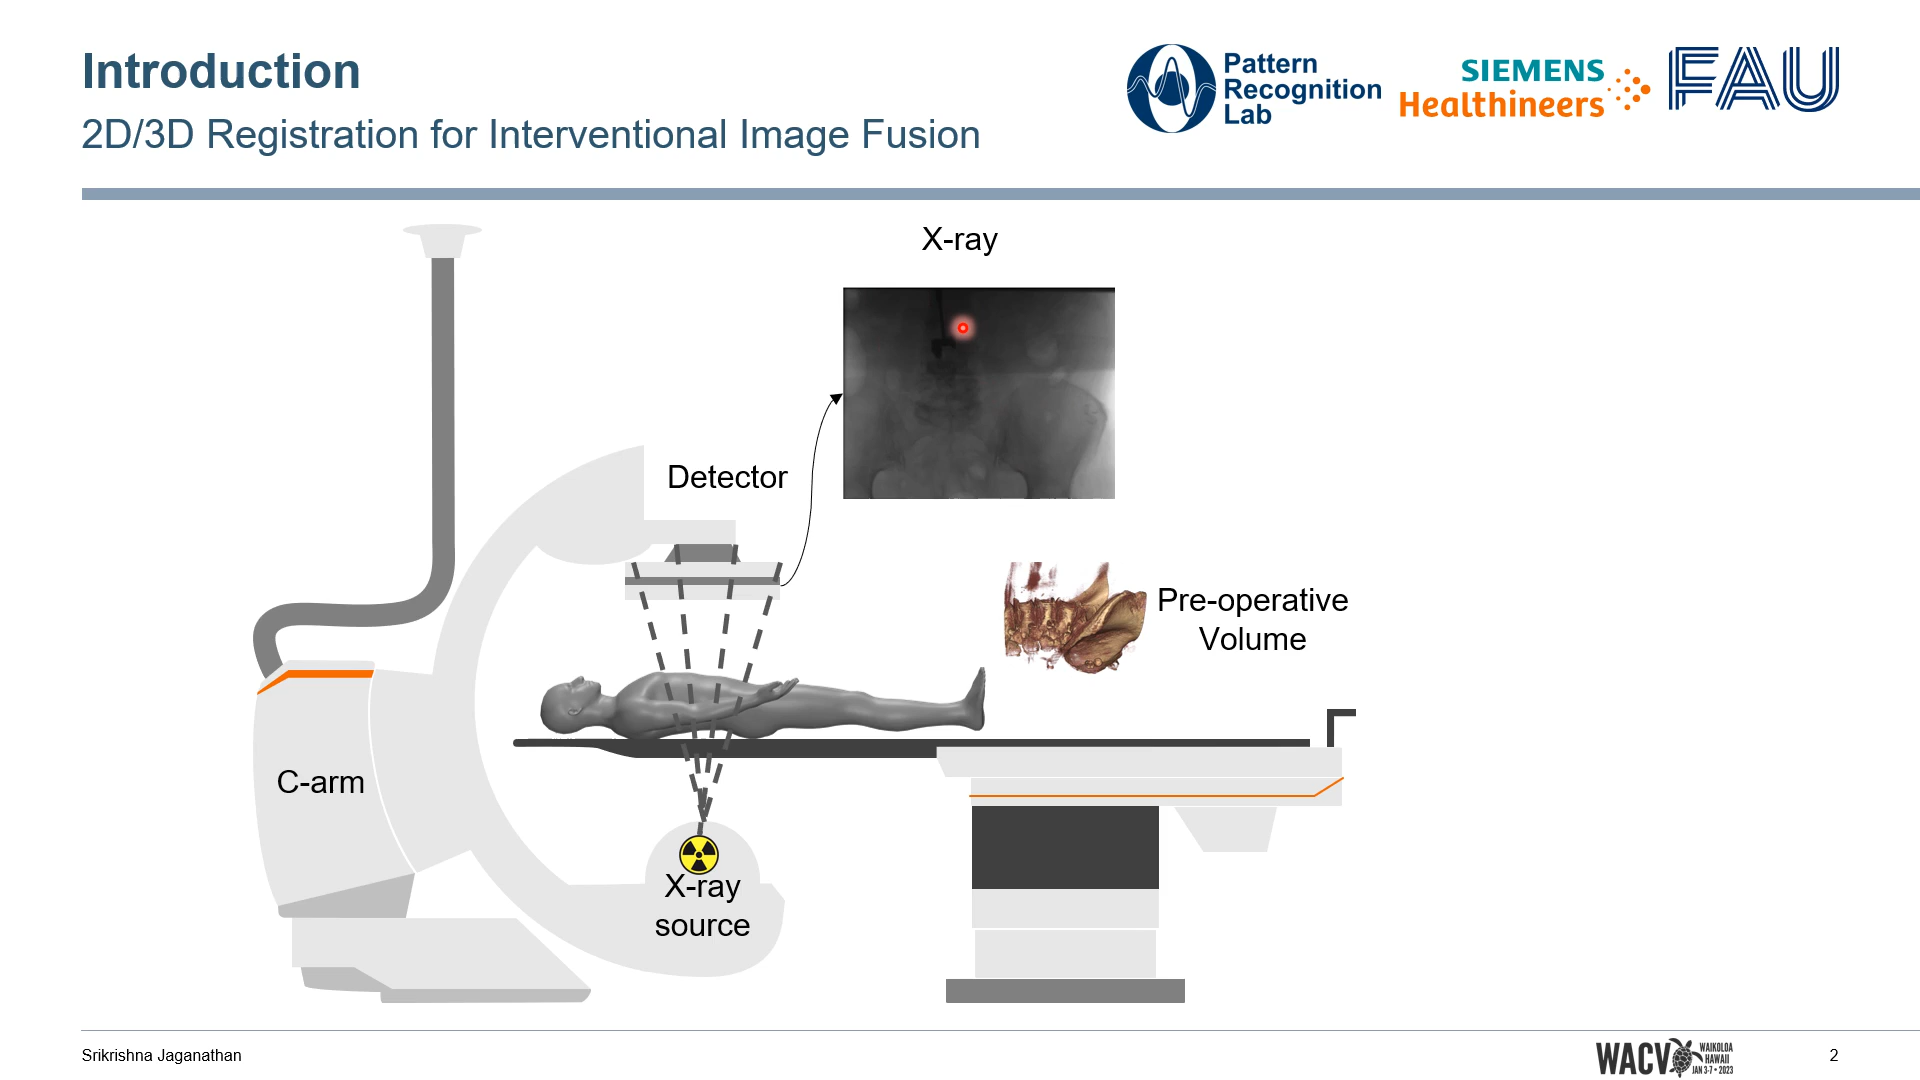 Introduction
2D/3D Registration for Interventional Image Fusion
Pattern
Recognition
Lab
SIEMENS
Healthineers
FAU
X-ray
Detector
Pre-operative
Volume
C-arm
X-ray
source
Srikrishna Jaganathan
WACV
WAIKOLOA
HAWAII
JAN 3-7 • 2023
2